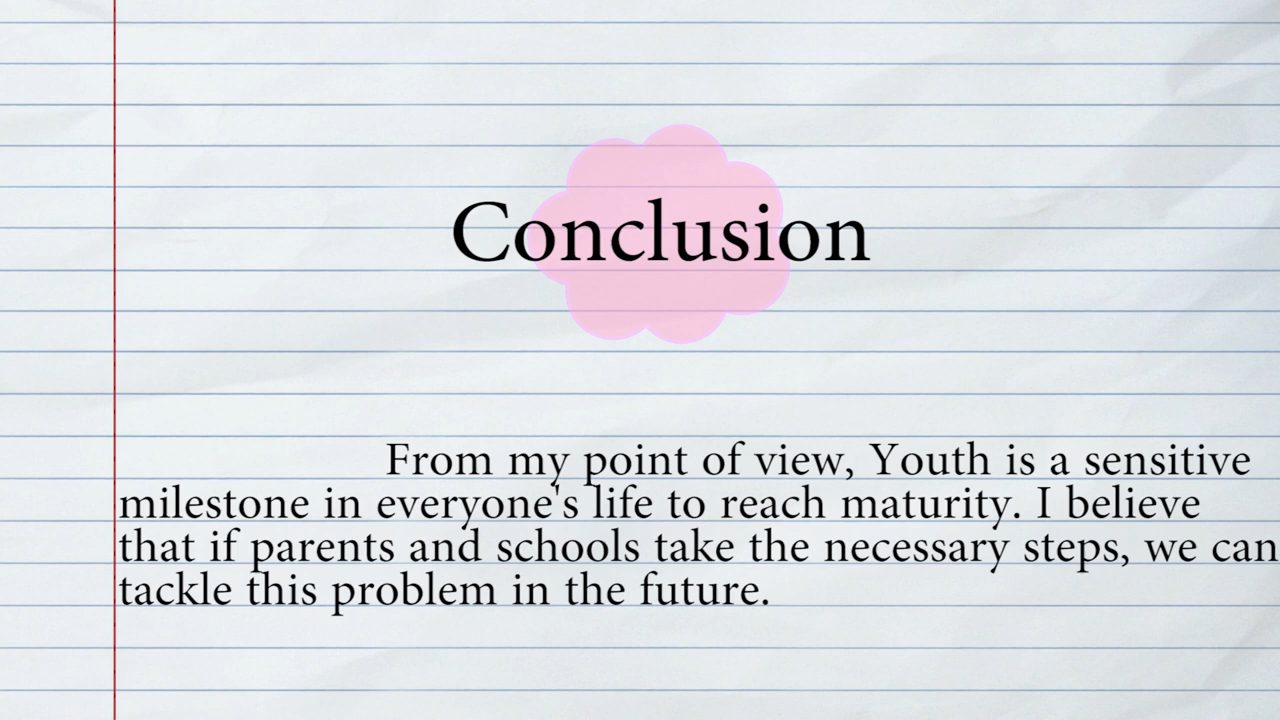 Conclusion
From my point of view, Youth is a sensitive
milestone in everyone's life to reach maturity. I believe
that if parents and schools take the necessary steps, we can
tackle this problem in the future.